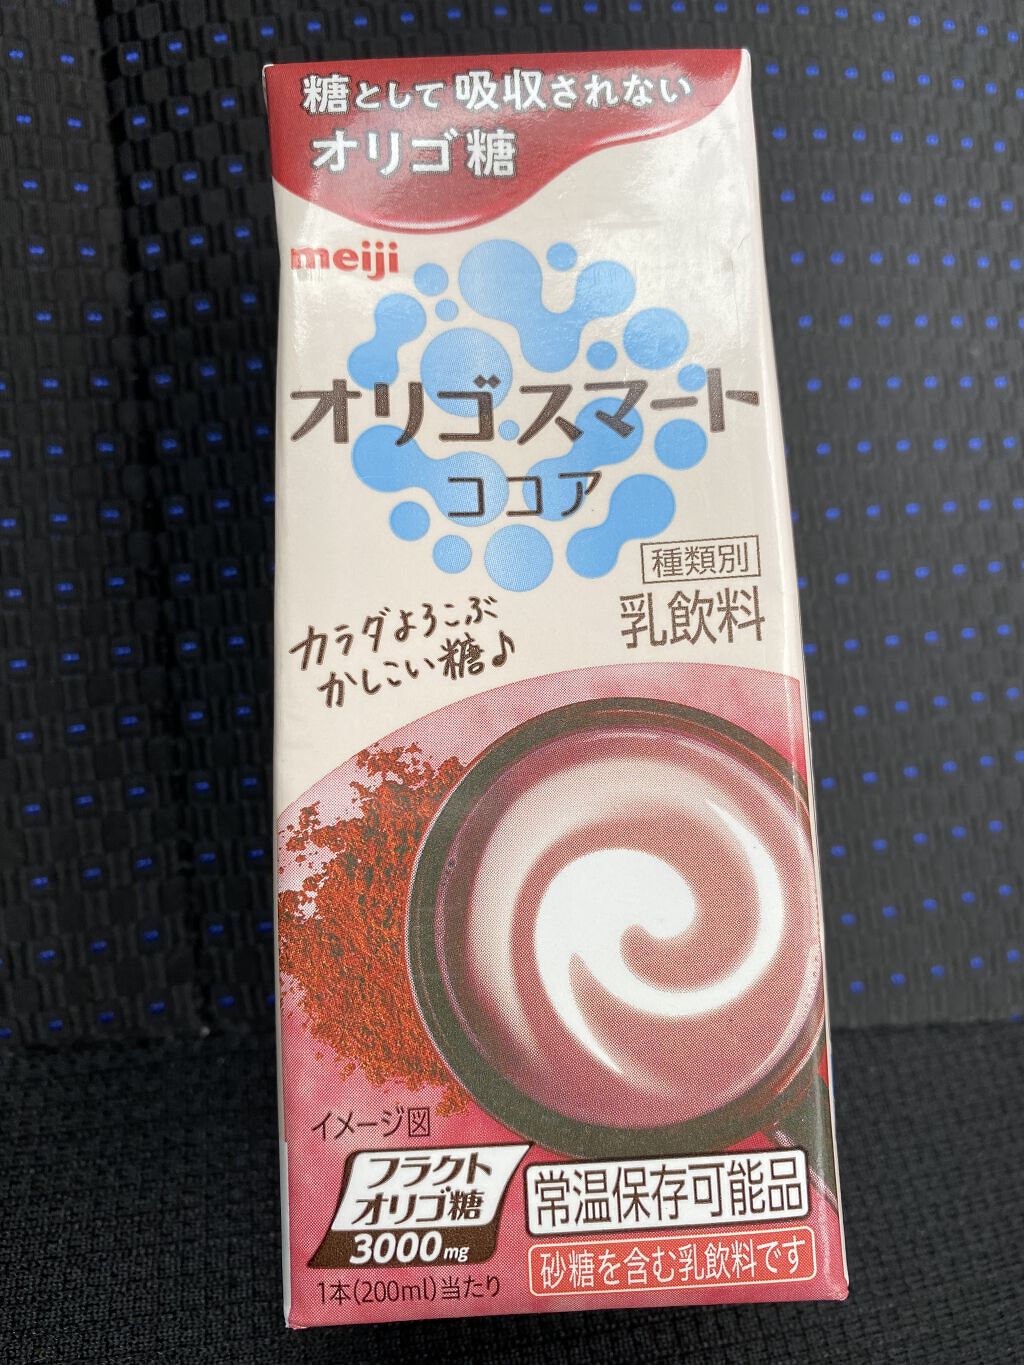 糖として吸収されない
オリゴ糖
meiji
オリゴスマート
ココア
種類別
乳飲料
カラダよろこぶ
かしこい糖♪
イメージ図
フラクト
オリゴ糖
3000mg
1本(200ml)当たり
常温保存可能品
砂糖を含む乳飲料です